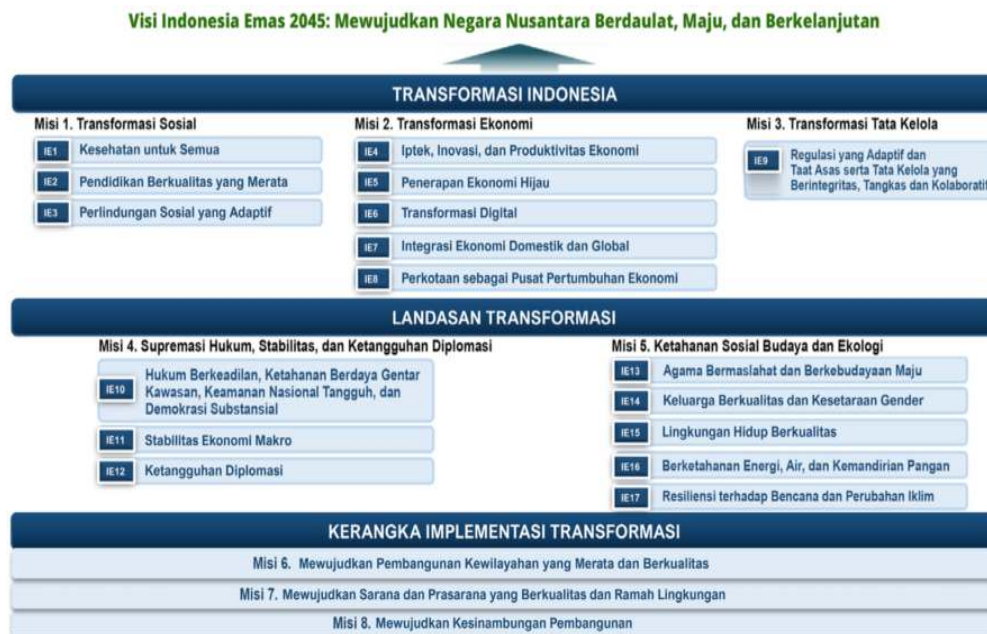 Visi Indonesia Emas 2045: Mewujudkan Negara Nusantara Berdaulat, Maju, dan Berkelanjutan
TRANSFORMASI INDONESIA
Misi 1. Transformasi Sosial
IE1 Kesehatan untuk Semua
IE2 Pendidikan Berkualitas yang Merata
IE3 Perlindungan Sosial yang Adaptif
Misi 2. Transformasi Ekonomi
IE4 Iptek, Inovasi, dan Produktivitas Ekonomi
IE5 Penerapan Ekonomi Hijau
IE6 Transformasi Digital
IE7 Integrasi Ekonomi Domestik dan Global
IE8 Perkotaan sebagai Pusat Pertumbuhan Ekonomi
Misi 3. Transformasi Tata Kelola
IE9 Regulasi yang Adaptif dan
Taat Asas serta Tata Kelola yang
Berintegritas, Tangkas dan Kolaboratif
LANDASAN TRANSFORMASI
Misi 4. Supremasi Hukum, Stabilitas, dan Ketangguhan Diplomasi
IE10 Hukum Berkeadilan, Ketahanan Berdaya Gentar
Kawasan, Keamanan Nasional Tangguh, dan
Demokrasi Substansial
IE11 Stabilitas Ekonomi Makro
IE12 Ketangguhan Diplomasi
Misi 5. Ketahanan Sosial Budaya dan Ekologi
IE13 Agama Bermaslahat dan Berkebudayaan Maju
IE14 Keluarga Berkualitas dan Kesetaraan Gender
IE15 Lingkungan Hidup Berkualitas
IE16 Berketahanan Energi, Air, dan Kemandirian Pangan
IE17 Resiliensi terhadap Bencana dan Perubahan Iklim
KERANGKA IMPLEMENTASI TRANSFORMASI
Misi 6. Mewujudkan Pembangunan Kewilayahan yang Merata dan Berkualitas
Misi 7. Mewujudkan Sarana dan Prasarana yang Berkualitas dan Ramah Lingkungan
Misi 8. Mewujudkan Kesinambungan Pembangunan